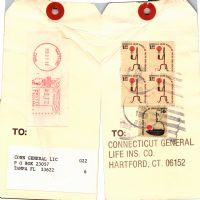 TO:
CONN GENERAL LIC 022
P O BOX 23057
TAMPA FL 33622 6
TO:
CONNECTICUT GENERAL
LIFE INS. CO.
HARTFORD, CT. 06152